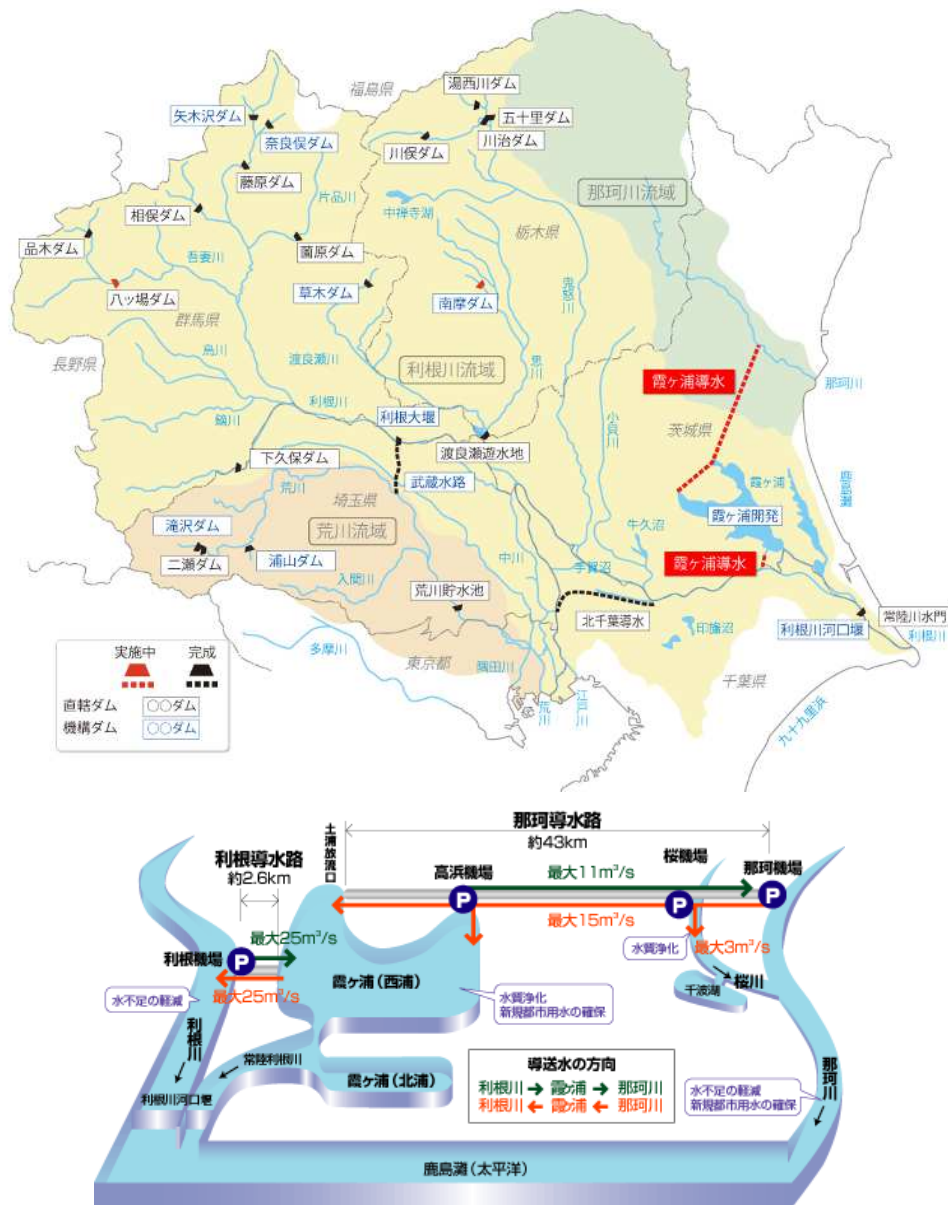 福島県
湯西川ダム
矢木沢ダム
五十里ダム
奈良俣ダム
川俣ダム
川治ダム
藤原ダム
片品川
那珂川流域
中禅寺湖
相俣ダム
栃木県
品木ダム
吾妻川
薗原ダム
鬼怒川
八ッ場ダム
草木ダム
南摩ダム
群馬県
長野県
烏川
渡良瀬川
利根川流域
思川
霞ヶ浦導水
那珂川
利根川
利根大堰
小貝川
茨城県
鏑川
渡良瀬遊水地
下久保ダム
荒川
武蔵水路
霞ヶ浦
鹿島灘
埼玉県
霞ヶ浦開発
滝沢ダム
荒川流域
牛久沼
二瀬ダム
浦山ダム
中川
手賀沼
霞ヶ浦導水
入間川
荒川貯水池
北千葉導水
印旛沼
利根川河口堰
常陸川水門
利根川
多摩川
東京都
隅田川
千葉県
荒川
江戸川
九十九里浜
実施中
完成
直轄ダム
○○ダム
機構ダム
○○ダム
那珂導水路
約43km
土浦放流口
利根導水路
約2.6km
高浜機場
最大11m³/s
桜機場
那珂機場
P
P
P
最大15m³/s
最大25m³/s
水質浄化
最大3m³/s
利根機場
P
最大25m³/s
霞ヶ浦(西浦)
桜川
千波湖
水不足の軽減
水質浄化
新規都市用水の確保
利根川
常陸利根川
霞ヶ浦(北浦)
導送水の方向
利根川 → 霞ヶ浦 → 那珂川
利根川 ← 霞ヶ浦 ← 那珂川
水不足の軽減
新規都市用水の確保
那珂川
利根川河口堰
鹿島灘(太平洋)